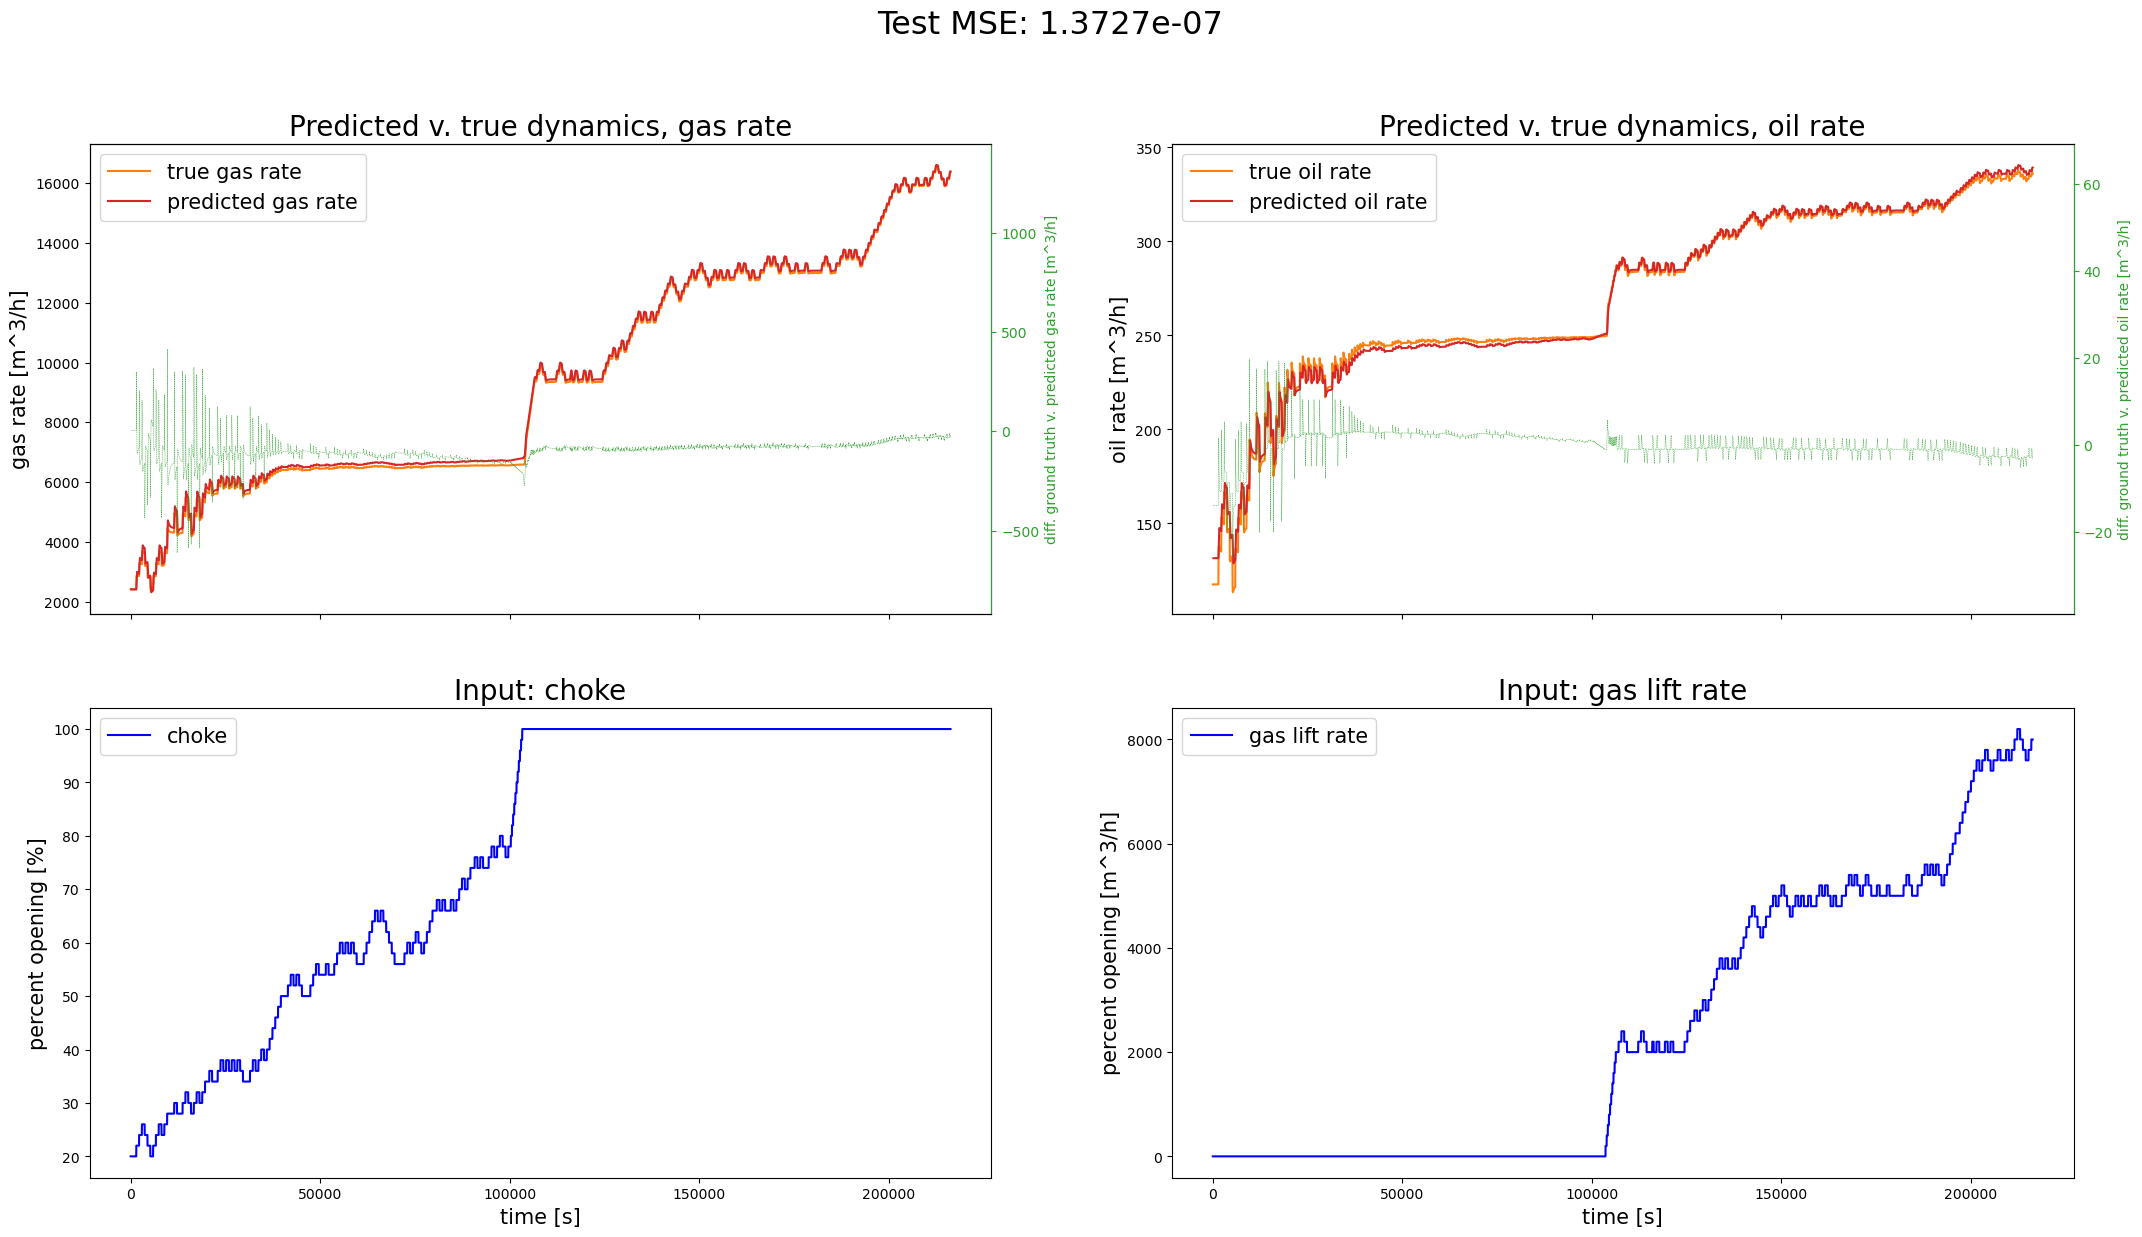 Test MSE: 1.3727e-07
Predicted v. true dynamics, gas rate
true gas rate
predicted gas rate
gas rate [m^3/h]
16000
14000
12000
10000
8000
6000
4000
2000
1000
500
0
−500
diff. ground truth v. predicted gas rate [m^3/h]
Predicted v. true dynamics, oil rate
true oil rate
predicted oil rate
oil rate [m^3/h]
350
300
250
200
150
60
40
20
0
−20
diff. ground truth v. predicted oil rate [m^3/h]
Input: choke
choke
percent opening [%]
100
90
80
70
60
50
40
30
20
0 50000 100000 150000 200000
time [s]
Input: gas lift rate
gas lift rate
percent opening [m^3/h]
8000
6000
4000
2000
0
0 50000 100000 150000 200000
time [s]